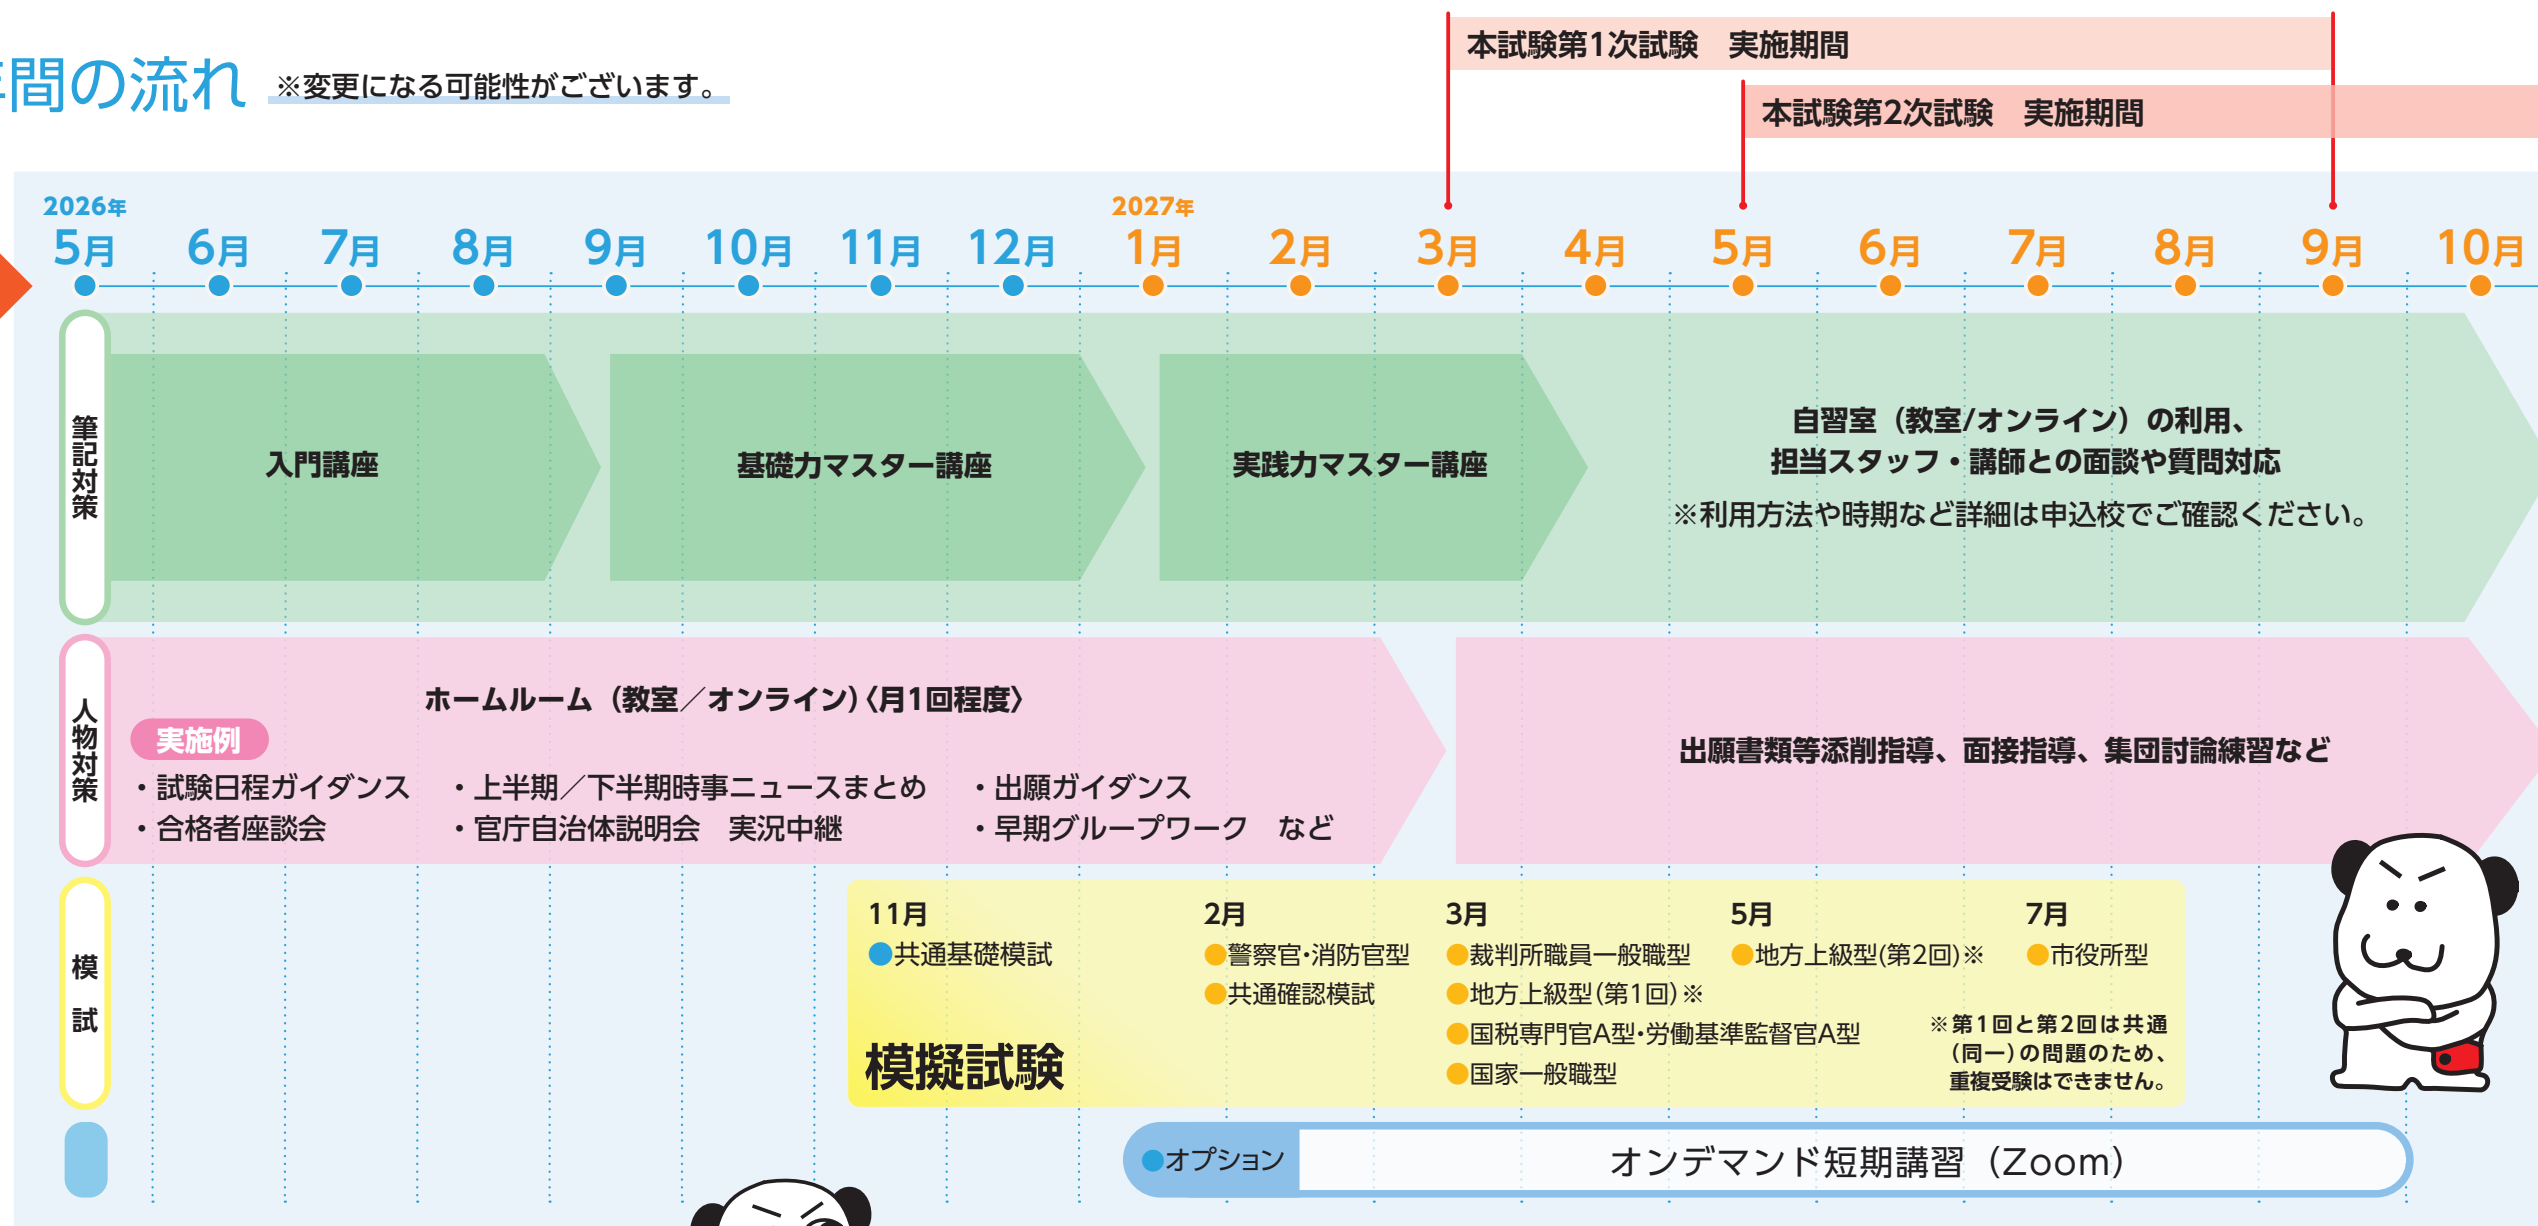 間の流れ ※変更になる可能性がございます。
本試験第1次試験 実施期間
本試験第2次試験 実施期間
2026年
2027年
5月 6月 7月 8月 9月 10月 11月 12月 1月 2月 3月 4月 5月 6月 7月 8月 9月 10月
筆記対策
入門講座
基礎力マスター講座
実践力マスター講座
自習室（教室/オンライン）の利用、
担当スタッフ・講師との面談や質問対応
※利用方法や時期など詳細は申込校でご確認ください。
人物対策
ホームルーム（教室／オンライン）〈月1回程度〉
実施例
・試験日程ガイダンス ・上半期／下半期時事ニュースまとめ ・出願ガイダンス
・合格者座談会 ・官庁自治体説明会 実況中継 ・早期グループワーク など
出願書類等添削指導、面接指導、集団討論練習など
模試
11月
●共通基礎模試
模擬試験
2月
●警察官・消防官型
●共通確認模試
3月
●裁判所職員一般職型
●地方上級型（第1回）※
●国税専門官A型・労働基準監督官A型
●国家一般職型
5月
●地方上級型(第2回)※
7月
●市役所型
※第1回と第2回は共通
（同一）の問題のため、
重複受験はできません。
●オプション
オンデマンド短期講習（Zoom）